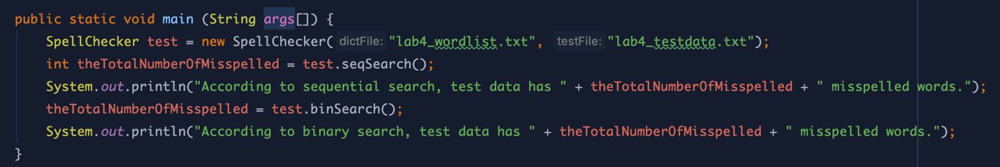 public static void main (String args[]) {
SpellChecker test = new SpellChecker( dictFile: "lab4_wordlist.txt", testFile: "lab4_testdata.txt");
int theTotalNumberOfMisspelled = test.seqSearch();
System.out.println("According to sequential search, test data has " + theTotalNumberOfMisspelled + " misspelled words.");
theTotalNumberOfMisspelled = test.binSearch();
System.out.println("According to binary search, test data has " + theTotalNumberOfMisspelled + " misspelled words.");
}